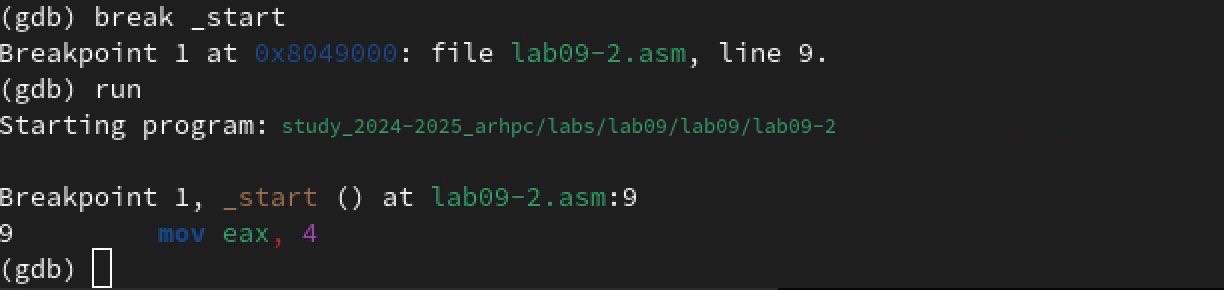 (gdb) break _start
Breakpoint 1 at 0x8049000: file lab09-2.asm, line 9.
(gdb) run
Starting program: study_2024-2025_arhpc/labs/lab09/lab09/lab09-2
Breakpoint 1, _start () at lab09-2.asm:9
9 mov eax, 4
(gdb)